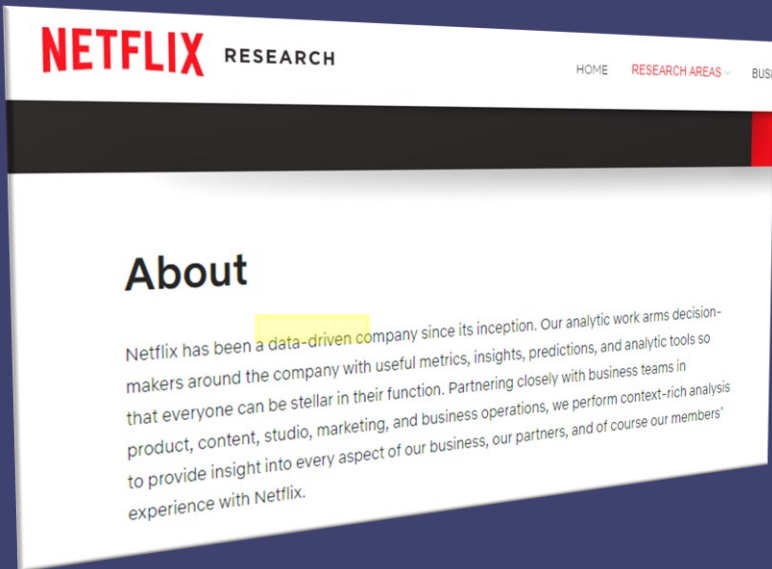 NETFLIX RESEARCH
HOME RESEARCH AREAS
About
Netflix has been a data-driven company since its inception. Our analytic work arms decision-
makers around the company with useful metrics, insights, predictions, and analytic tools so
that everyone can be stellar in their function. Partnering closely with business teams in
product, content, studio, marketing, and business operations, we perform context-rich analysis
to provide insight into every aspect of our business, our partners, and of course our members'
experience with Netflix.